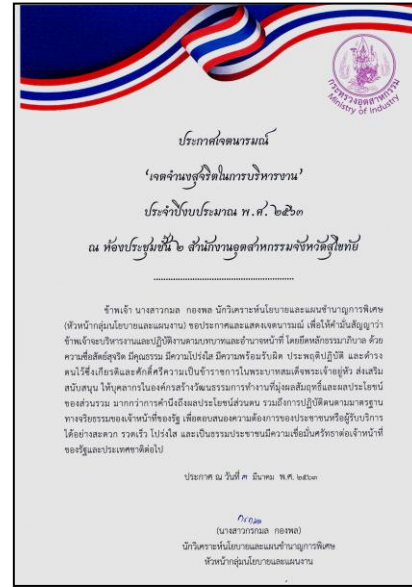 กระทรวงอุตสาหกรรม
Ministry of Industry
ประกาศเจตนารมณ์
‘เจตจำนงสุจริตในการบริหารงาน’
ประจำปีงบประมาณ พ.ศ. ๒๕๖๓
ณ ห้องประชุมชั้น ๒ สำนักงานอุตสาหกรรมจังหวัดสุโขทัย
ข้าพเจ้า นางสาวกมล กองพล นักวิเคราะห์นโยบายและแผนชำนาญการพิเศษ
(หัวหน้ากลุ่มนโยบายและแผนงาน) ขอประกาศและแสดงเจตนารมณ์ เพื่อให้คำมั่นสัญญาว่า
ข้าพเจ้าจะบริหารงานและปฏิบัติงานตามบทบาทและอำนาจหน้าที่ โดยยึดหลักธรรมาภิบาล ด้วย
ความซื่อสัตย์สุจริต มีคุณธรรม มีความโปร่งใส มีความพร้อมรับผิด ประพฤติปฏิบัติ และดำรง
ตนไว้ซึ่งเกียรติและศักดิ์ศรีความเป็นข้าราชการในพระบาทสมเด็จพระเจ้าอยู่หัว ส่งเสริม
สนับสนุน ให้บุคลากรในองค์กรสร้างวัฒนธรรมการทำงานที่มุ่งผลสัมฤทธิ์และผลประโยชน์
ของส่วนรวม มากกว่าการคำนึงถึงผลประโยชน์ส่วนตน รวมถึงการปฏิบัติตนตามมาตรฐาน
ทางจริยธรรมของเจ้าหน้าที่ของรัฐ เพื่อตอบสนองความต้องการของประชาชนหรือผู้รับบริการ
ได้อย่างสะดวก รวดเร็ว โปร่งใส และเป็นธรรมประชาชนมีความเชื่อมั่นศรัทธาต่อเจ้าหน้าที่
ของรัฐและประเทศชาติต่อไป
ประกาศ ณ วันที่ ๓ มีนาคม พ.ศ. ๒๕๖๓
(นางสาวกรกมล กองพล)
นักวิเคราะห์นโยบายและแผนชำนาญการพิเศษ
หัวหน้ากลุ่มนโยบายและแผนงาน